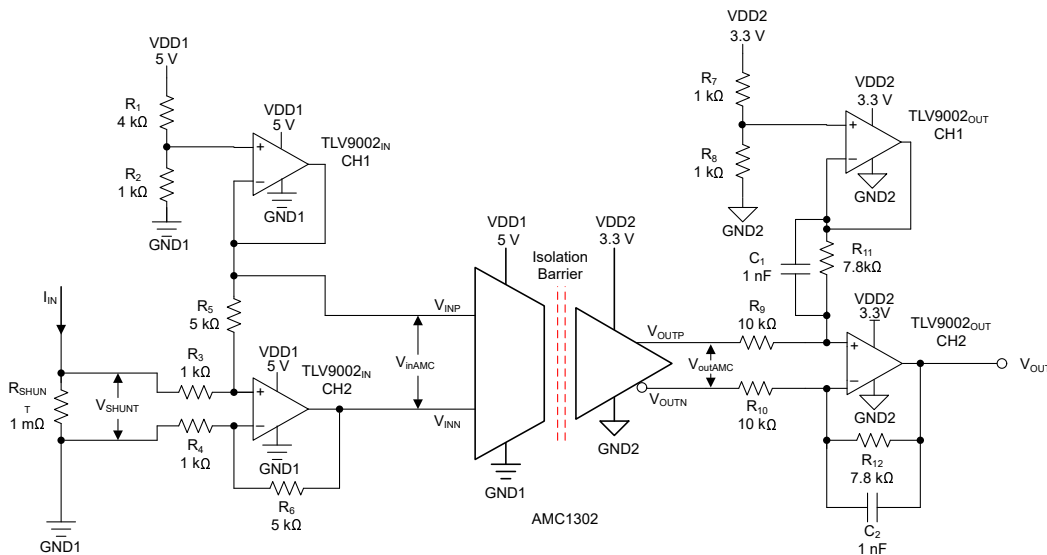 VDD1
5 V
R1
4 kΩ
R2
1 kΩ
GND1
VDD1
5 V
+
−
GND1
TLV9002IN
CH1
R5
5 kΩ
IIN
RSHUN
T
1 mΩ
VSHUNT
GND1
R3
1 kΩ
R4
1 kΩ
VDD1
5 V
+
−
GND1
TLV9002IN
CH2
R6
5 kΩ
VINP
VinAMC
VINN
VDD1
5 V
GND1
Isolation
Barrier
VDD2
3.3 V
GND2
AMC1302
VOUTP
VoutAMC
VOUTN
VDD2
3.3 V
R7
1 kΩ
R8
1 kΩ
GND2
VDD2
3.3 V
+
−
GND2
TLV9002OUT
CH1
C1
1 nF
R11
7.8kΩ
R9
10 kΩ
R10
10 kΩ
VDD2
3.3V
+
−
GND2
TLV9002OUT
CH2
VOUT
R12
7.8 kΩ
C2
1 nF